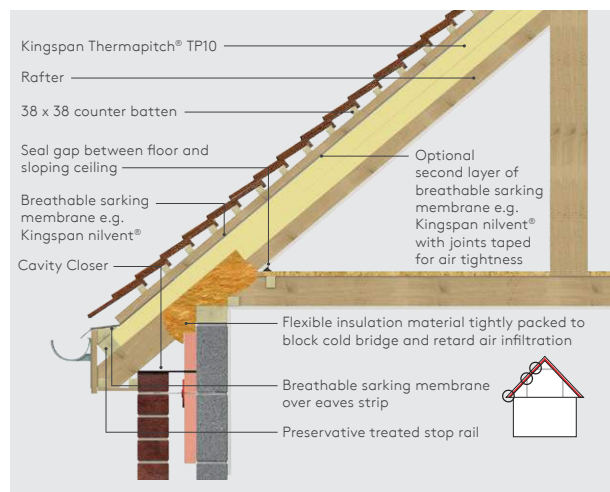 Kingspan Thermapitch® TP10
Rafter
38 x 38 counter batten
Seal gap between floor and
sloping ceiling
Breathable sarking
membrane e.g.
Kingspan nilvent®
Cavity Closer
Optional
second layer of
breathable sarking
membrane e.g.
Kingspan nilvent®
with joints taped
for air tightness
Flexible insulation material tightly packed to
block cold bridge and retard air infiltration
Breathable sarking membrane
over eaves strip
Preservative treated stop rail